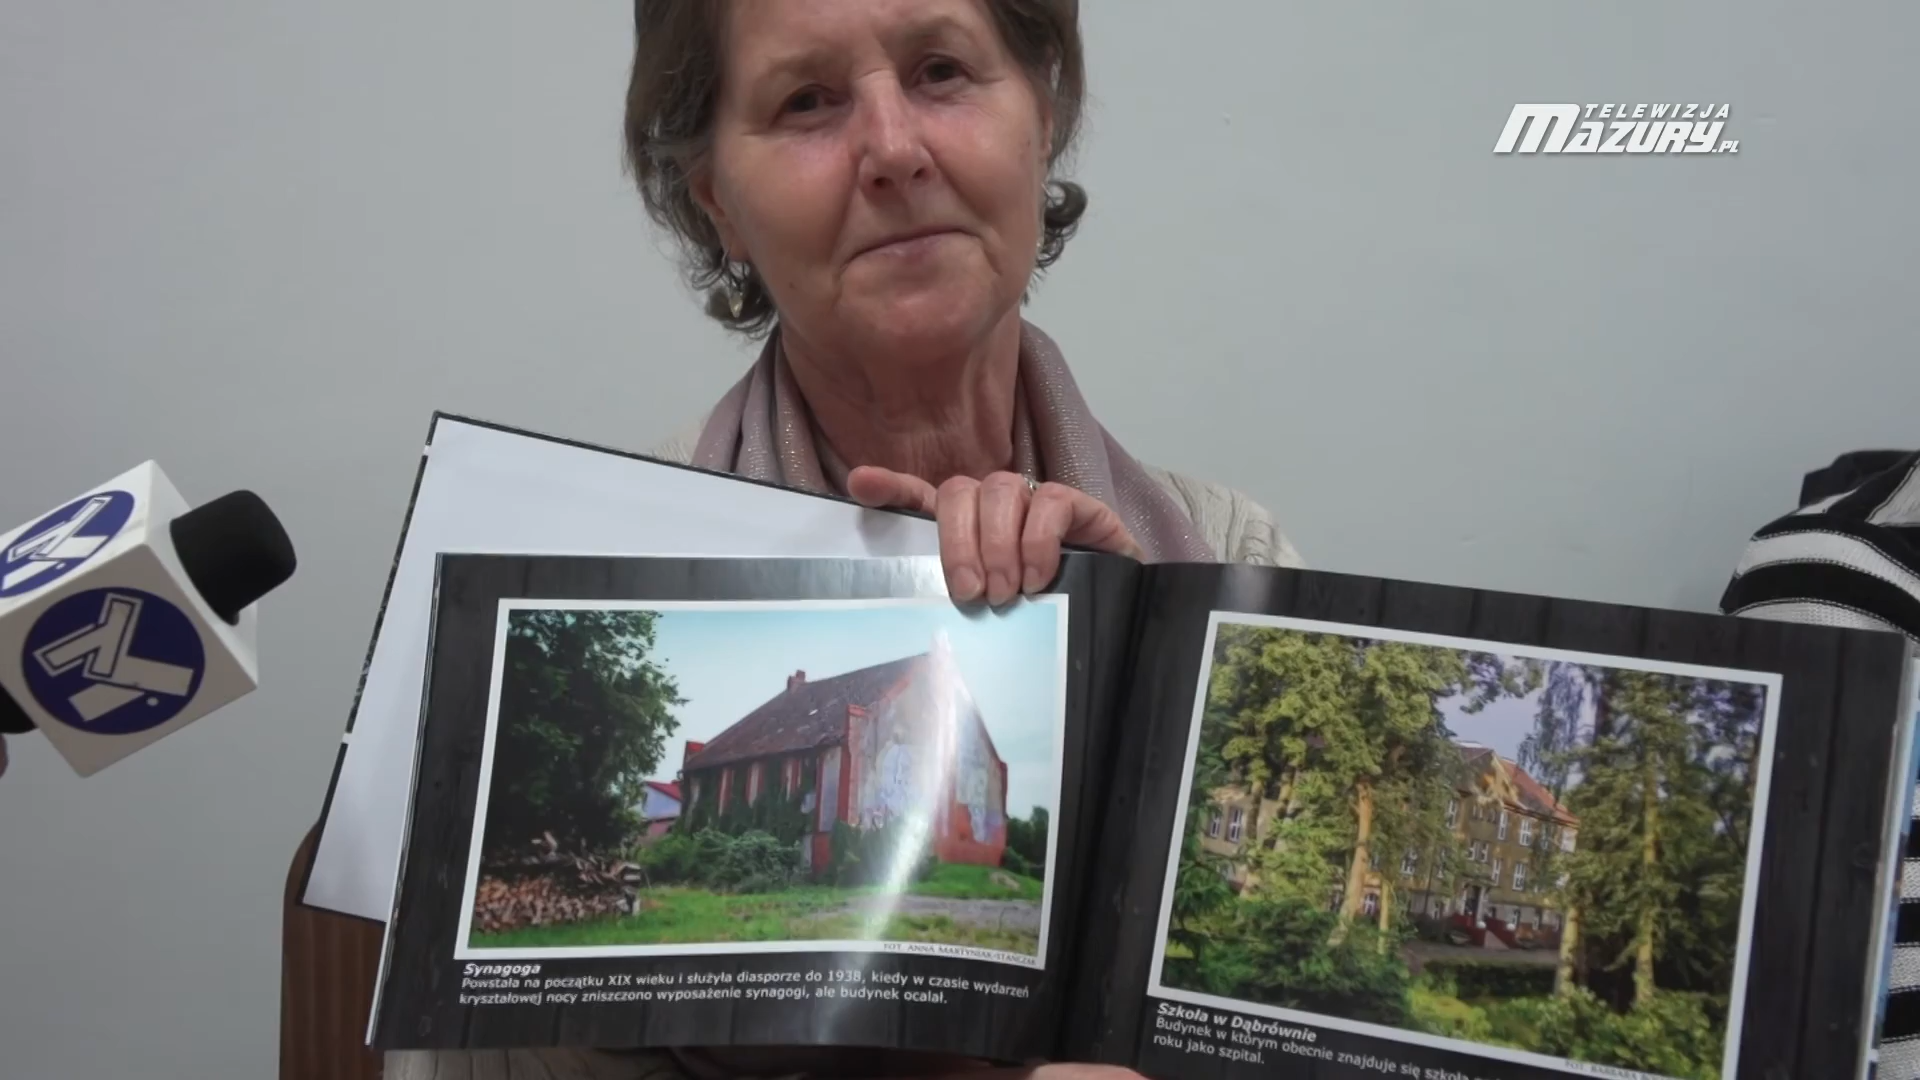 TELEWIZJA
MAZURY.PL
FOT. ANNA MARTYNIAK-STAŃCZAK
Synagoga
Powstała na początku XIX wieku i służyła diasporze do 1938, kiedy w czasie wydarzeń
kryształowej nocy zniszczono wyposażenie synagogi, ale budynek ocalał.
FOT. BARBARA
Szkoła w Dąbrównie
Budynek w którym obecnie znajduje się szkoła
roku jako szpital.